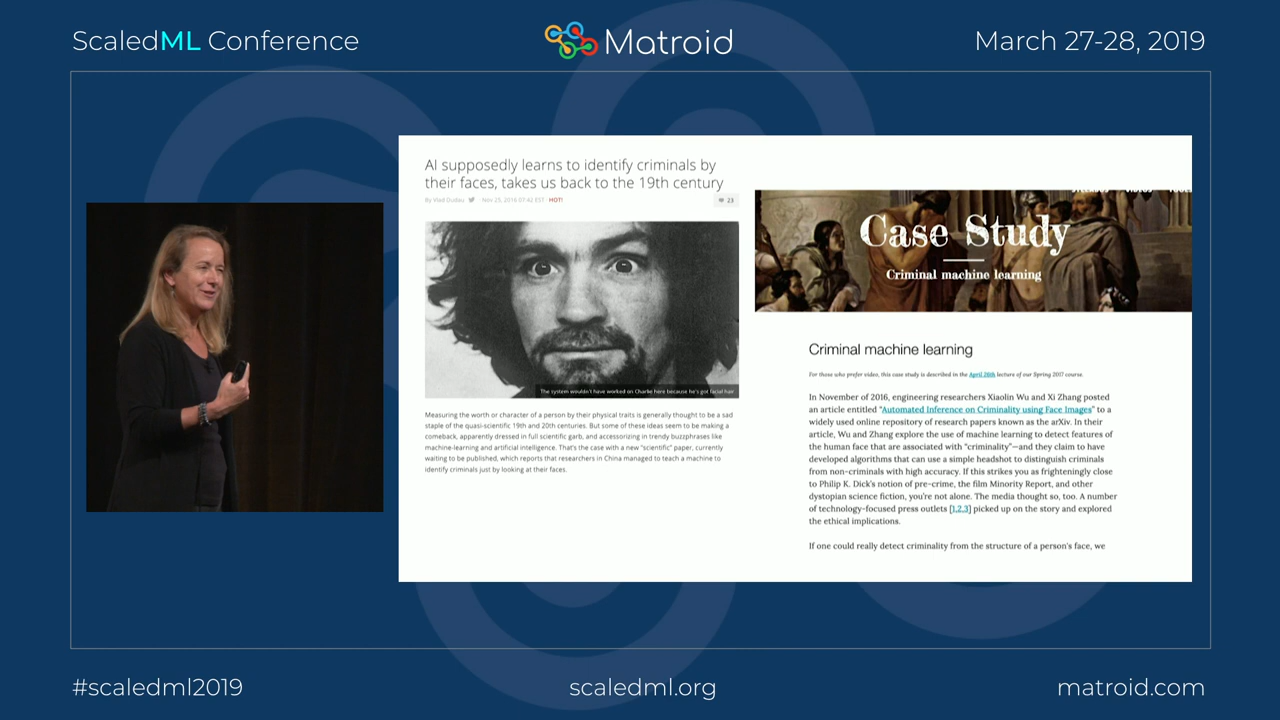 ScaledML Conference
Matroid
March 27-28, 2019
AI supposedly learns to identify criminals by
their faces, takes us back to the 19th century
By Vlad Dudau Nov 23, 2016 07:42 EST HOT!
23
The system wouldn't have worked on Charlie here because he's got facial hair
Measuring the worth or character of a person by their physical traits is generally thought to be a sad
staple of the quasi-scientific 19th and 20th centuries. But some of these ideas seem to be making a
comeback, apparently dressed in full scientific garb, and accessorizing in trendy buzzphrases like
machine-learning and artificial intelligence. That's the case with a new "scientific" paper, currently
waiting to be published, which reports that researchers in China managed to teach a machine to
identify criminals just by looking at their faces.
Case Study
Criminal machine learning
Criminal machine learning
For those who prefer video, this case study is described in the April 26th lecture of our Spring 2017 course.
In November of 2016, engineering researchers Xiaolin Wu and Xi Zhang posted
an article entitled “Automated Inference on Criminality using Face Images” to a
widely used online repository of research papers known as the arXiv. In their
article, Wu and Zhang explore the use of machine learning to detect features of
the human face that are associated with “criminality”—and they claim to have
developed algorithms that can use a simple headshot to distinguish criminals
from non-criminals with high accuracy. If this strikes you as frighteningly close
to Philip K. Dick's notion of pre-crime, the film Minority Report, and other
dystopian science fiction, you're not alone. The media thought so, too. A number
of technology-focused press outlets [1,2,3] picked up on the story and explored
the ethical implications.
If one could really detect criminality from the structure of a person's face, we
#scaledml2019
scaledml.org
matroid.com